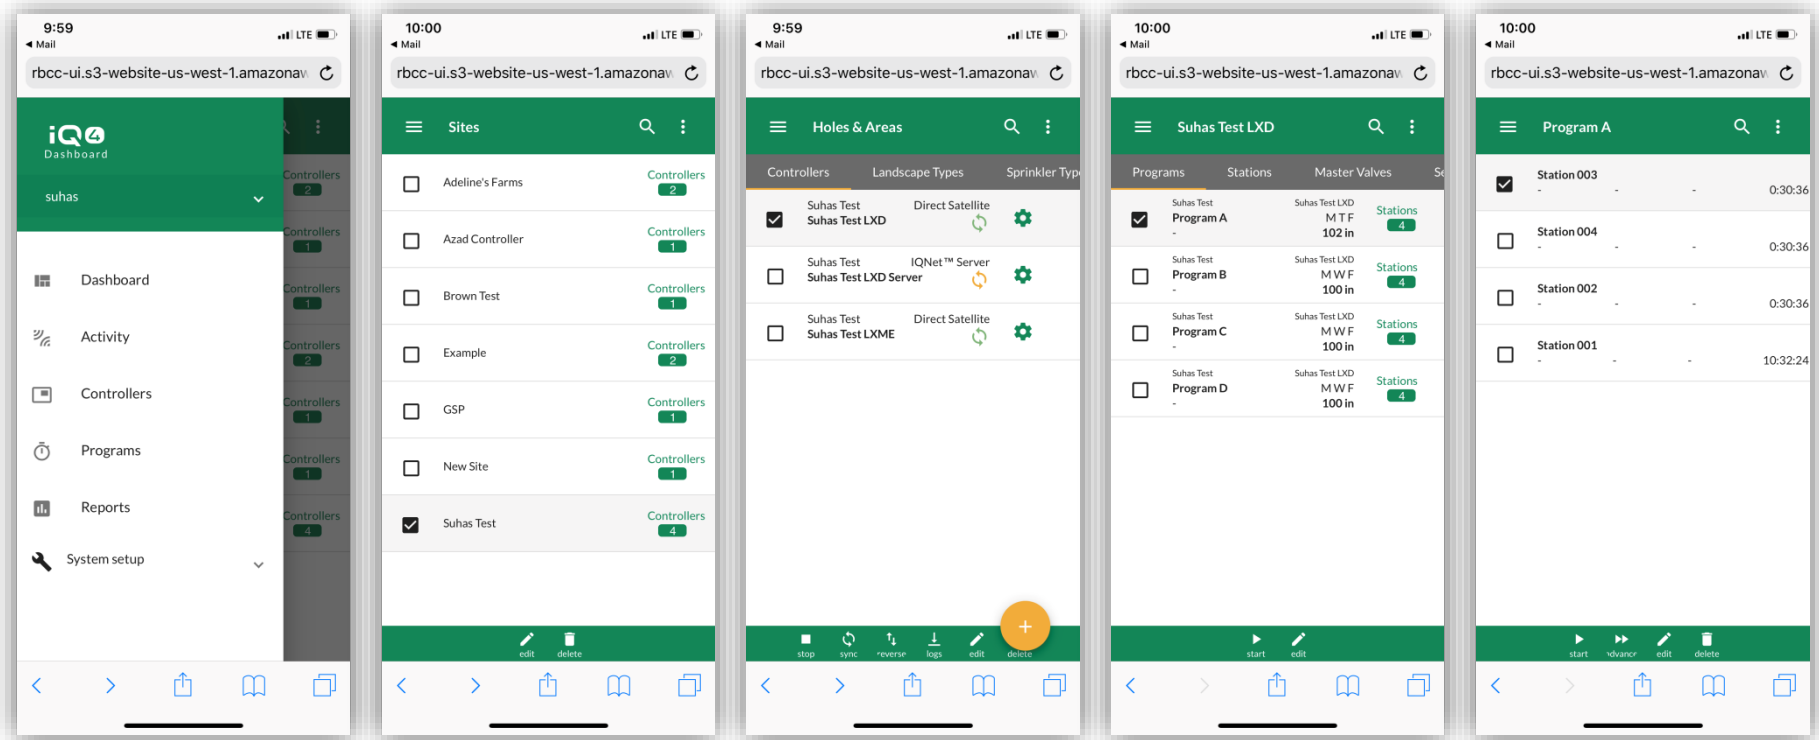 9:59
LTE
◄ Mail
rbcc-ui.s3-website-us-west-1.amazonaw
iQ4
Dashboard
suhas
Dashboard
Activity
Controllers
Programs
Reports
System setup
Controllers
2
Controllers
1
Controllers
1
Controllers
2
Controllers
1
Controllers
1
Controllers
4
10:00
LTE
◄ Mail
rbcc-ui.s3-website-us-west-1.amazonaw
Sites
Adeline's Farms
Controllers
2
Azad Controller
Controllers
1
Brown Test
Controllers
1
Example
Controllers
2
GSP
Controllers
1
New Site
Controllers
1
Suhas Test
Controllers
4
edit delete
9:59
LTE
◄ Mail
rbcc-ui.s3-website-us-west-1.amazonaw
Holes & Areas
Controllers Landscape Types Sprinkler Typ
Suhas Test Direct Satellite
Suhas Test LXD
Suhas Test IQNet™ Server
Suhas Test LXD Server
Suhas Test Direct Satellite
Suhas Test LXME
+
stop sync reverse logs edit delete
10:00
LTE
◄ Mail
rbcc-ui.s3-website-us-west-1.amazonaw
Suhas Test LXD
Programs Stations Master Valves Se
Suhas Test Suhas Test LXD
Program A M T F Stations
- 102 in 4
Suhas Test Suhas Test LXD
Program B M W F Stations
- 100 in 4
Suhas Test Suhas Test LXD
Program C M W F Stations
- 100 in 4
Suhas Test Suhas Test LXD
Program D M W F Stations
- 100 in 4
start edit
10:00
LTE
◄ Mail
rbcc-ui.s3-website-us-west-1.amazonaw
Program A
Station 003
- - - 0:30:36
Station 004
- - - 0:30:36
Station 002
- - - 0:30:36
Station 001
- - - 10:32:24
start advance edit delete